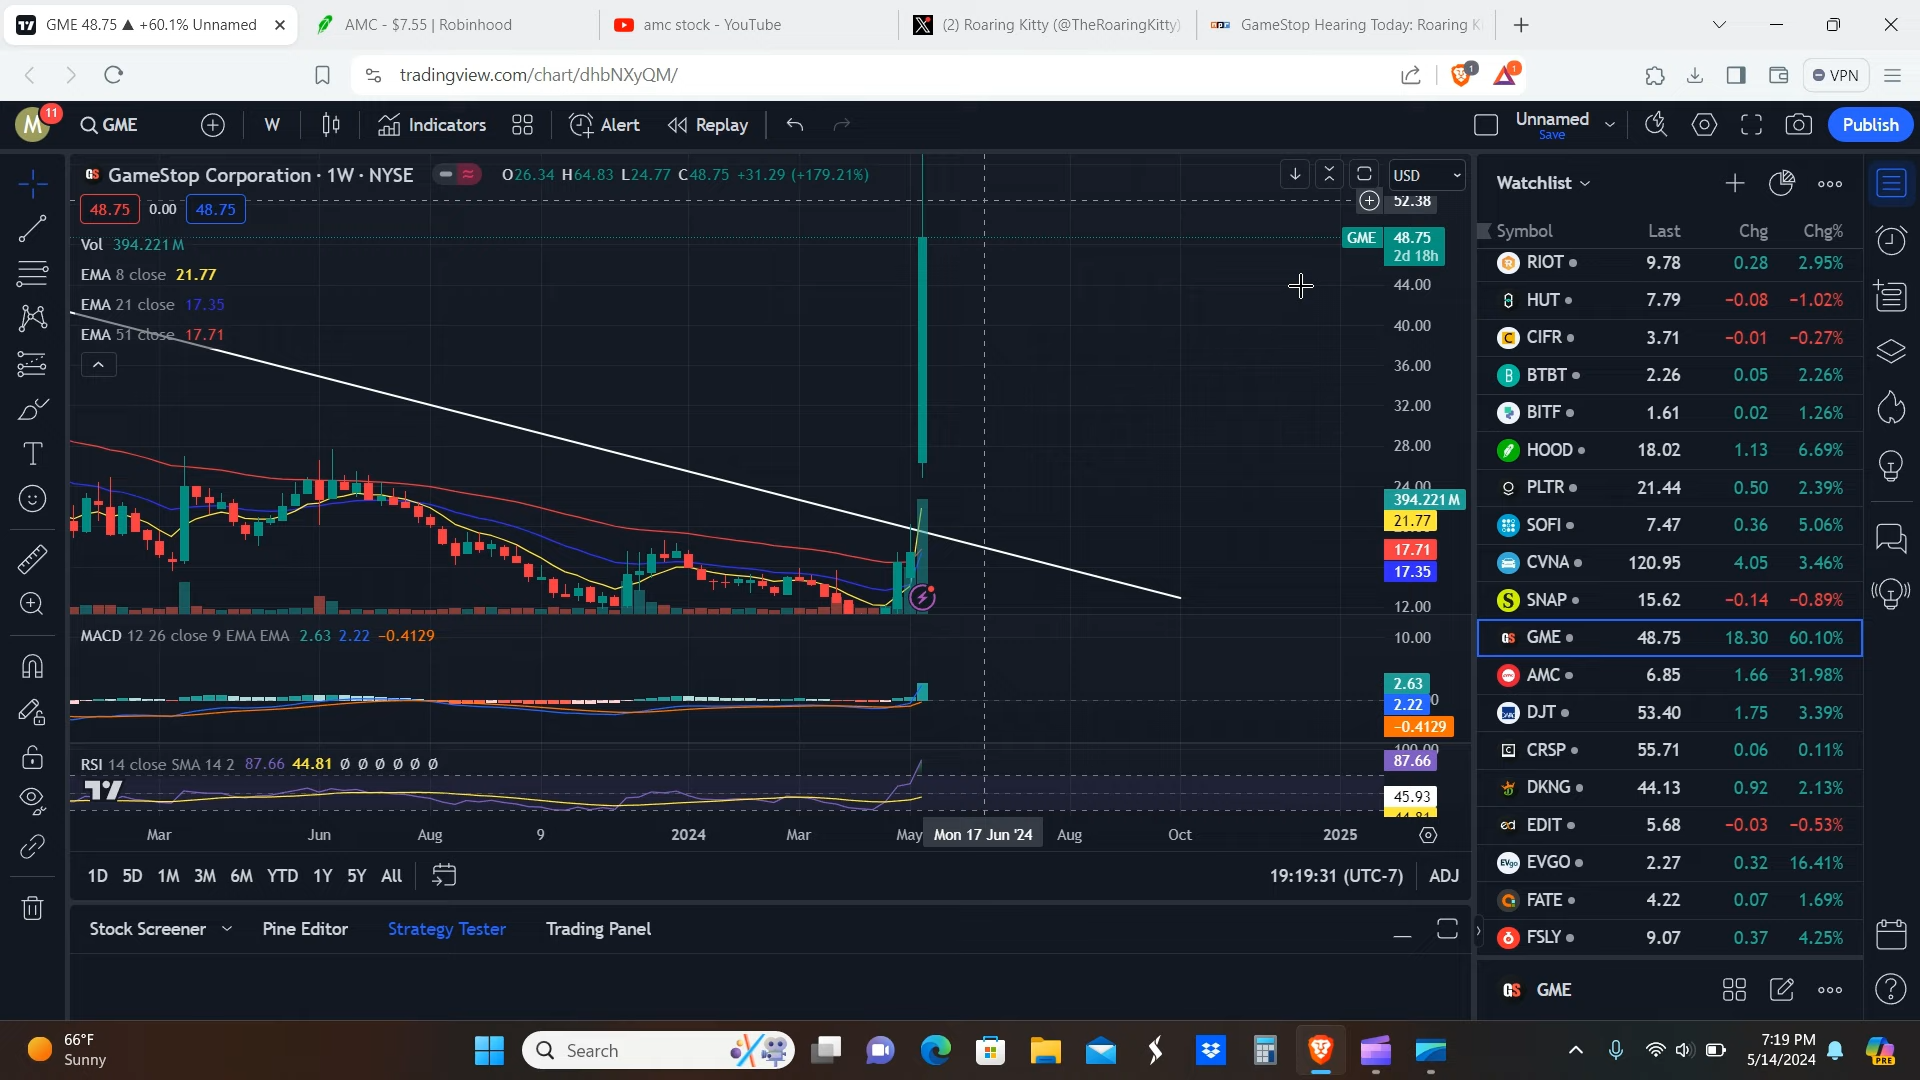 GME 48.75 ▲ +60.1% Unnamed
AMC - $7.55 | Robinhood
amc stock - YouTube
(2) Roaring Kitty (@TheRoaringKitty)
GameStop Hearing Today: Roaring K
tradingview.com/chart/dhbNXyQM/
1
1
VPN
M
11
GME
W
Indicators
Alert
Replay
Unnamed
Save
Publish
GameStop Corporation · 1W · NYSE
O26.34 H64.83 L24.77 C48.75 +31.29 (+179.21%)
USD
48.75
0.00
48.75
Vol 394.221M
EMA 8 close 21.77
EMA 21 close 17.35
EMA 51 close 17.71
52.38
GME 48.75
2d 18h
44.00
40.00
36.00
32.00
28.00
24.00
394.221M
21.77
17.71
17.35
12.00
MACD 12 26 close 9 EMA EMA 2.63 2.22 −0.4129
10.00
2.63
2.22
−0.4129
RSI 14 close SMA 14 2 87.66 44.81 Ø Ø Ø Ø Ø Ø
100.00
87.66
45.93
44.81
Mar Jun Aug 9 2024 Mar May Mon 17 Jun '24 Aug Oct 2025
1D 5D 1M 3M 6M YTD 1Y 5Y All
19:19:31 (UTC-7) ADJ
Stock Screener Pine Editor Strategy Tester Trading Panel
Watchlist
Symbol Last Chg Chg%
RIOT 9.78 0.28 2.95%
HUT 7.79 −0.08 −1.02%
CIFR 3.71 −0.01 −0.27%
BTBT 2.26 0.05 2.26%
BITF 1.61 0.02 1.26%
HOOD 18.02 1.13 6.69%
PLTR 21.44 0.50 2.39%
SOFI 7.47 0.36 5.06%
CVNA 120.95 4.05 3.46%
SNAP 15.62 −0.14 −0.89%
GME 48.75 18.30 60.10%
AMC 6.85 1.66 31.98%
DJT 53.40 1.75 3.39%
CRSP 55.71 0.06 0.11%
DKNG 44.13 0.92 2.13%
EDIT 5.68 −0.03 −0.53%
EVGO 2.27 0.32 16.41%
FATE 4.22 0.07 1.69%
FSLY 9.07 0.37 4.25%
GME
66°F
Sunny
Search
7:19 PM
5/14/2024
PRE